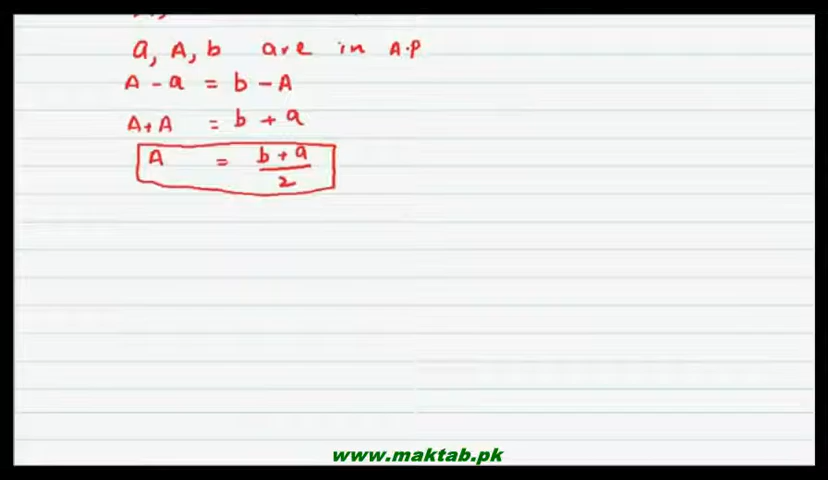 a, A, b are in A.P
A - a = b - A
A + A = b + a
A = b + a / 2
www.maktab.pk